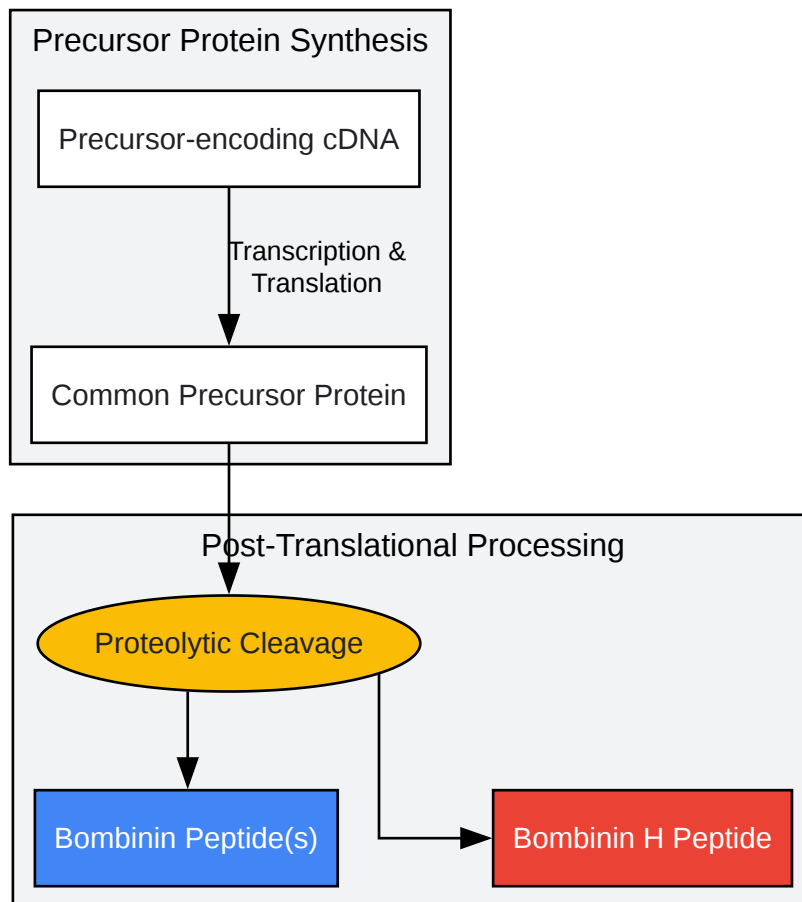 Precursor Protein Synthesis
Precursor-encoding cDNA
Transcription &
Translation
Common Precursor Protein
Post-Translational Processing
Proteolytic Cleavage
Bombinin Peptide(s)
Bombinin H Peptide